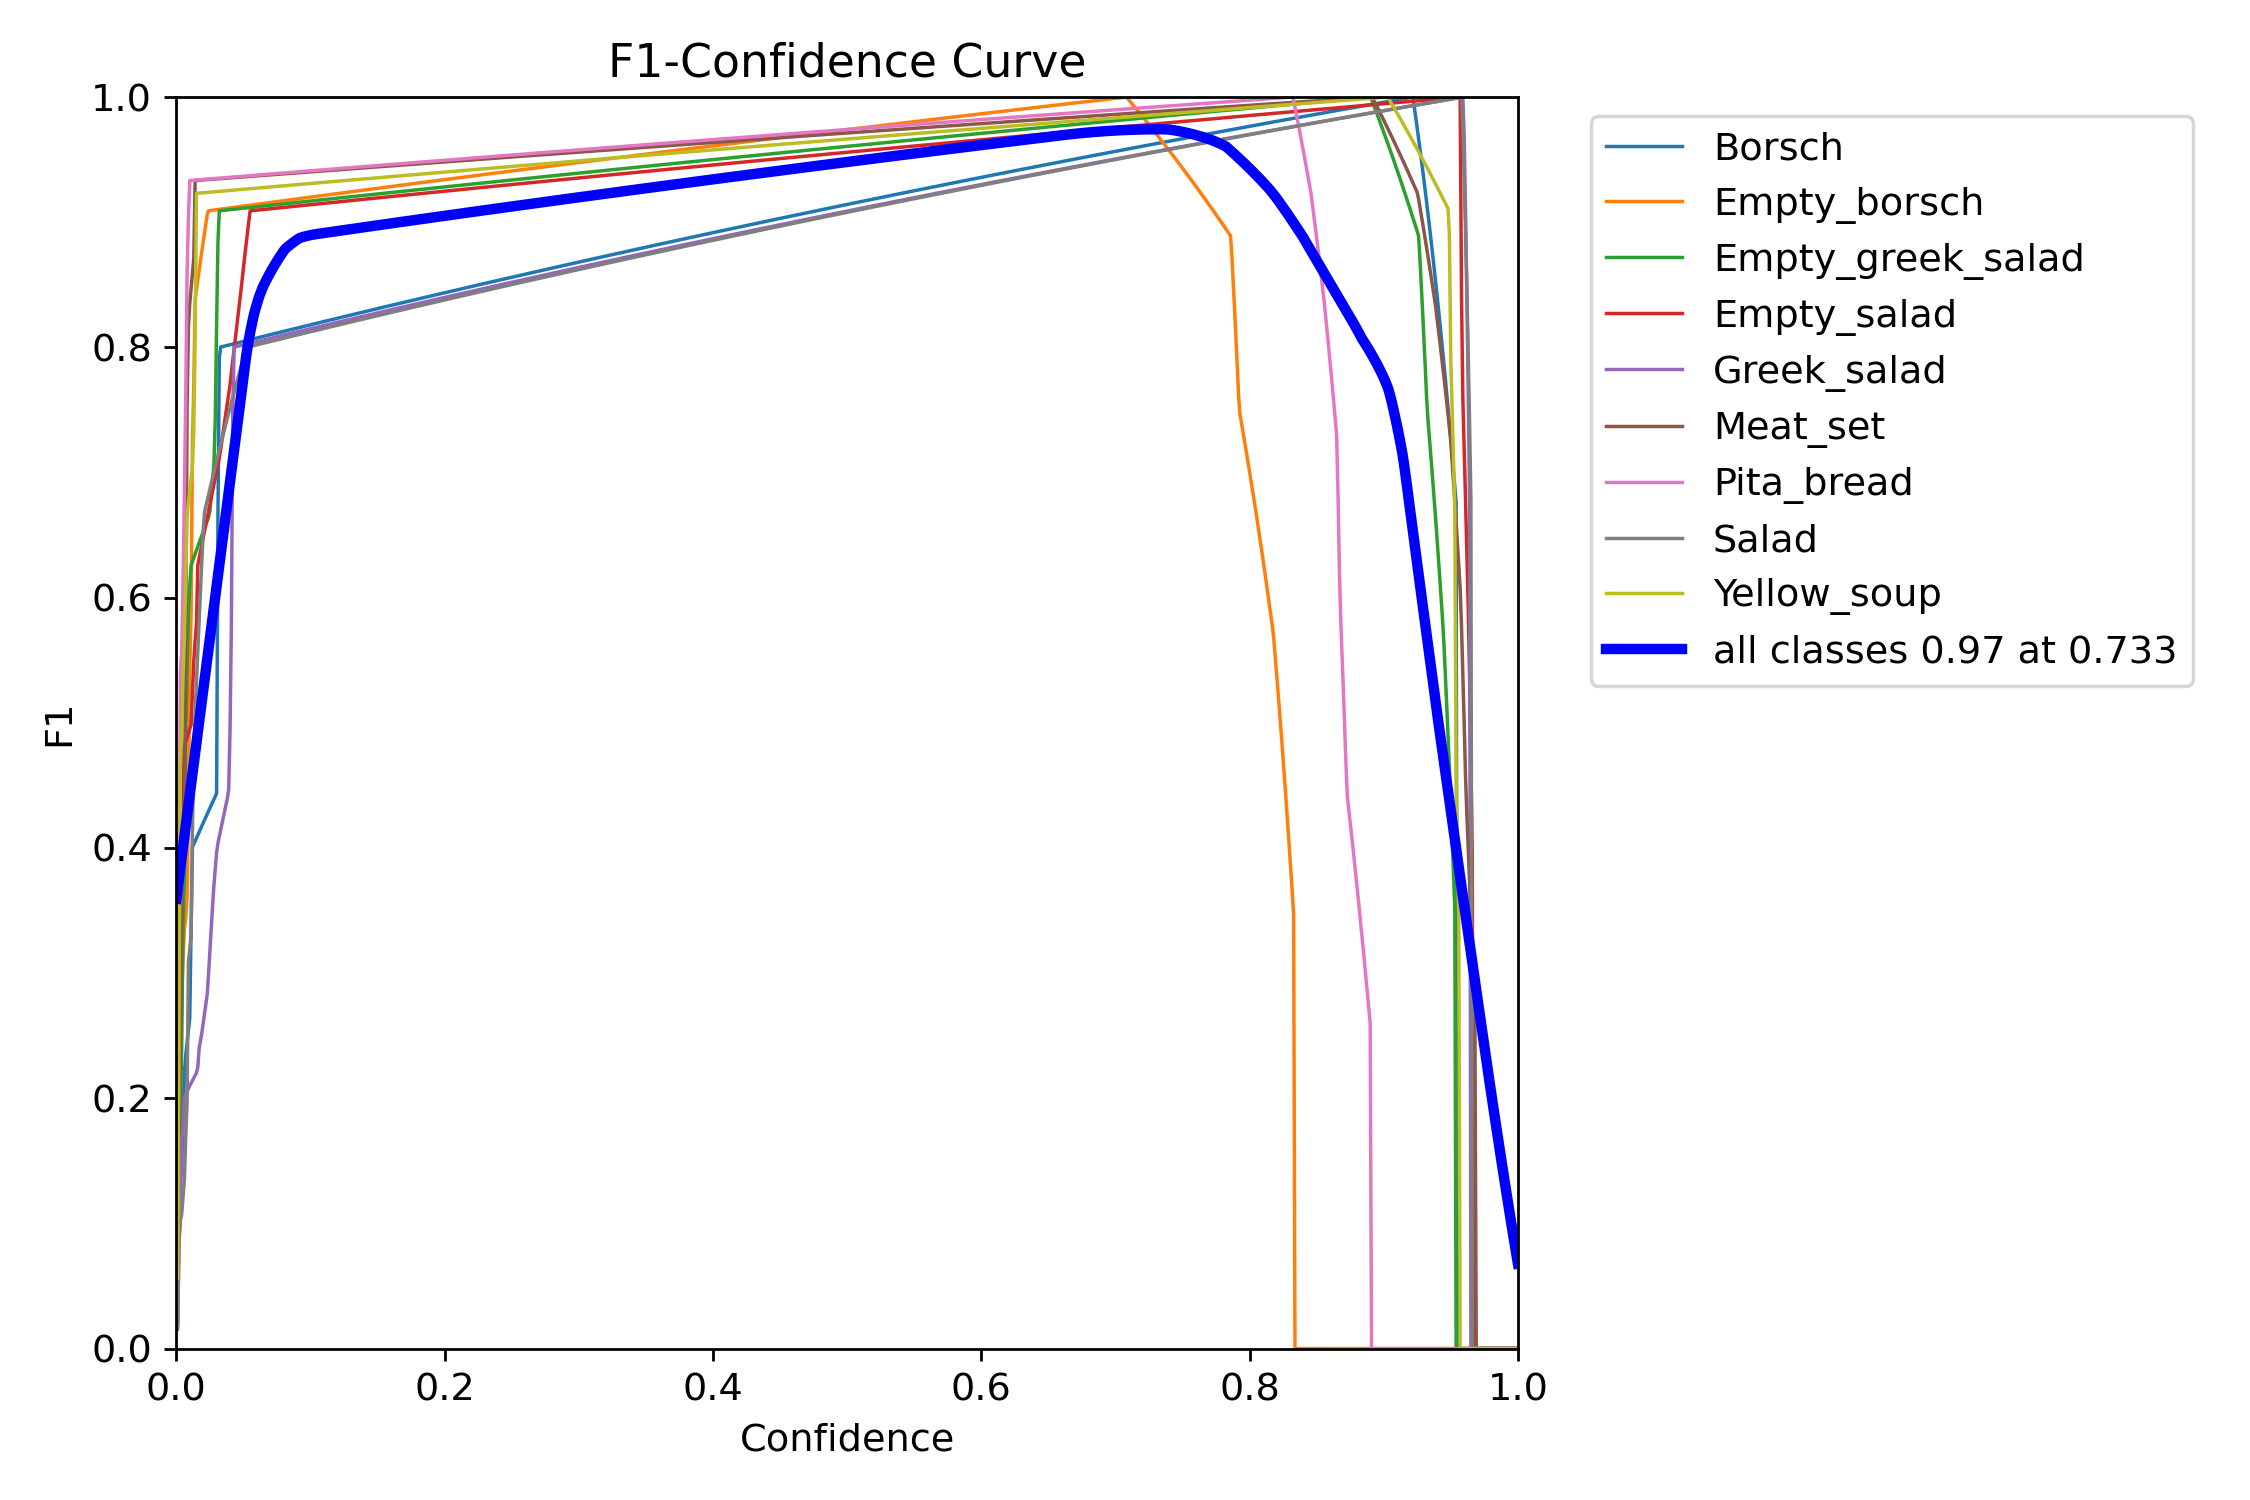 F1-Confidence Curve
1.0
0.8
0.6
0.4
0.2
0.0
F1
0.0 0.2 0.4 0.6 0.8 1.0
Confidence
Borsch
Empty_borsch
Empty_greek_salad
Empty_salad
Greek_salad
Meat_set
Pita_bread
Salad
Yellow_soup
all classes 0.97 at 0.733